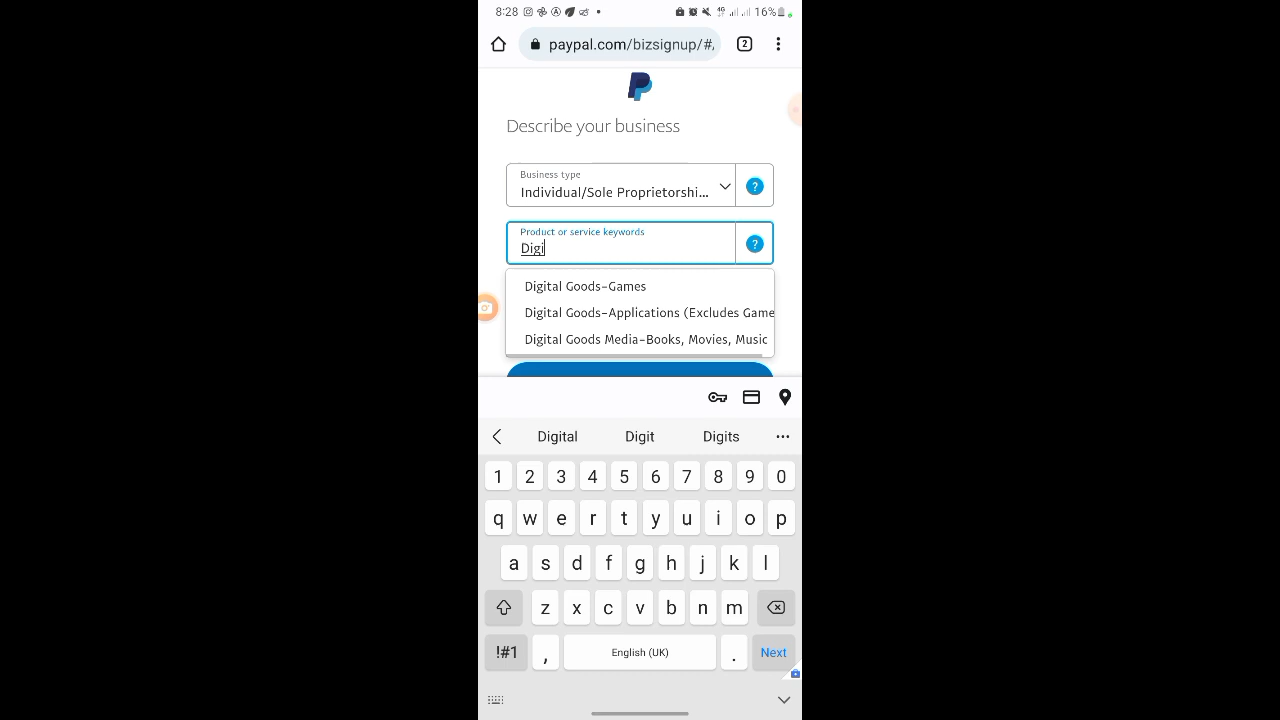 8:28
4G 16%
paypal.com/bizsignup/#/
2
Describe your business
Business type
Individual/Sole Proprietorshi...
?
Product or service keywords
Digi
?
Digital Goods-Games
Digital Goods-Applications (Excludes Game
Digital Goods Media-Books, Movies, Music
Digital Digit Digits
1 2 3 4 5 6 7 8 9 0
q w e r t y u i o p
a s d f g h j k l
z x c v b n m
!#1 , English (UK) . Next